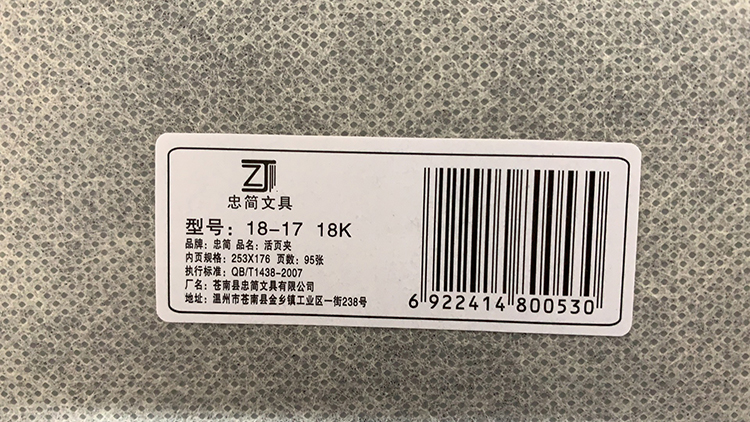 ZJ
忠简文具
型号：18-17 18K
品牌：忠简 品名：活页夹
内页规格：253X176 页数：95张
执行标准：QB/T1438-2007
厂名：苍南县忠简文具有限公司
地址：温州市苍南县金乡镇工业区一街238号
6 922414 800530